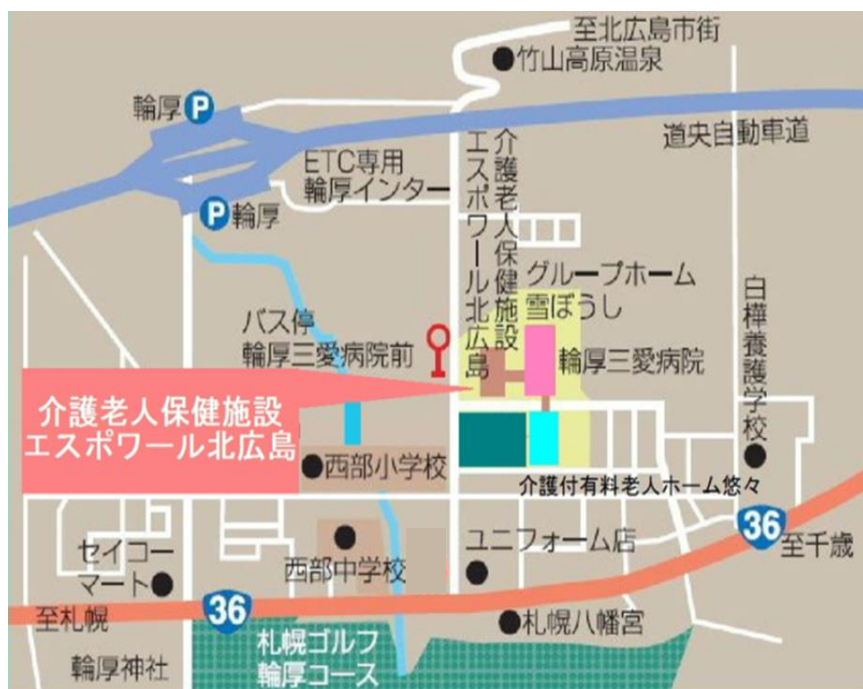 至北広島市街
竹山高原温泉
輪厚
P
道央自動車道
ETC専用
輪厚インター
P
輪厚
介護老人保健施設
エスポワール北広島
グループホーム
雪ぼうし
バス停
輪厚三愛病院前
輪厚三愛病院
白樺養護学校
介護老人保健施設
エスポワール北広島
西部小学校
介護付有料老人ホーム悠々
36
至千歳
セイコー
マート
西部中学校
ユニフォーム店
至札幌
36
札幌八幡宮
札幌ゴルフ
輪厚コース
輪厚神社